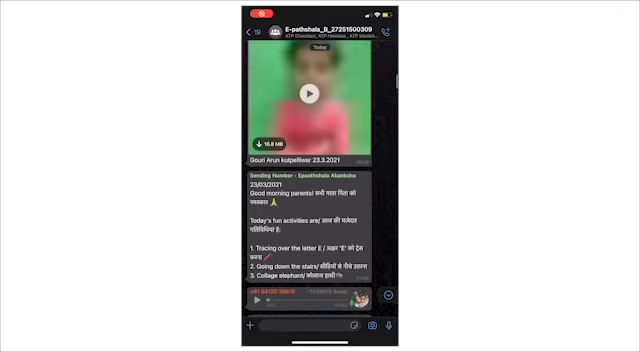 19
E-pathshala_B_27251500309
Today
16.8 MB
Gouri Arun kutpelliwar 23.3.2021
Sending Number - Epaathshala Akanksha
23/03/2021
Good morning parents! सभी माता पिता को
नमस्कार 🙏
Today's fun activities are/ आज की मजेदार
गतिविधियां है:
1. Tracing over the letter E / अक्षर 'E' को ट्रेस
करना
2. Going down the stairs/ सीढ़ियों से नीचे उतरना
3. Collage elephant/ कोलाज हाथी